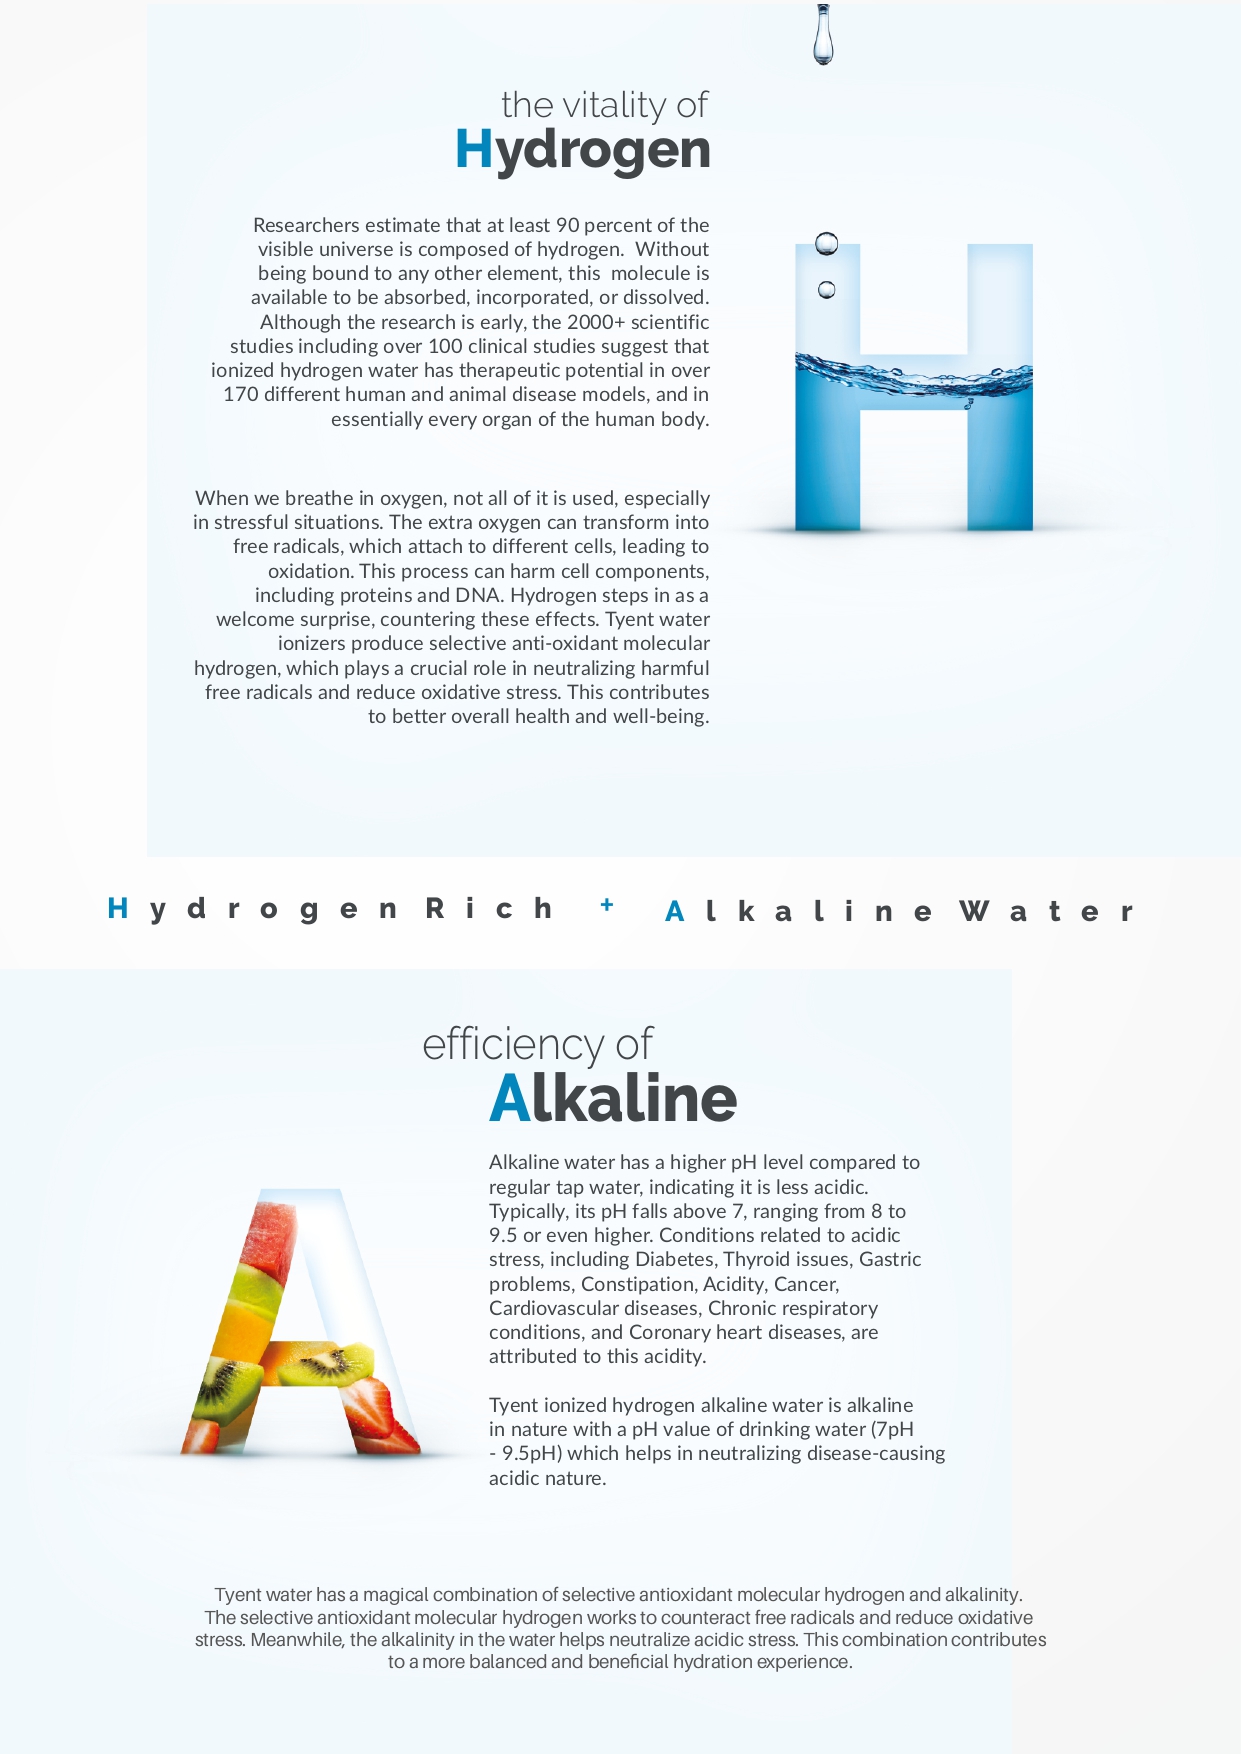 the vitality of
Hydrogen
Researchers estimate that at least 90 percent of the
visible universe is composed of hydrogen.  Without
being bound to any other element, this  molecule is
available to be absorbed, incorporated, or dissolved.
Although the research is early, the 2000+ scientific
studies including over 100 clinical studies suggest that
ionized hydrogen water has therapeutic potential in over
170 different human and animal disease models, and in
essentially every organ of the human body.
When we breathe in oxygen, not all of it is used, especially
in stressful situations. The extra oxygen can transform into
free radicals, which attach to different cells, leading to
oxidation. This process can harm cell components,
including proteins and DNA. Hydrogen steps in as a
welcome surprise, countering these effects. Tyent water
ionizers produce selective anti-oxidant molecular
hydrogen, which plays a crucial role in neutralizing harmful
free radicals and reduce oxidative stress. This contributes
to better overall health and well-being.
H
Hydrogen Rich + Alkaline Water
efficiency of
Alkaline
A
Alkaline water has a higher pH level compared to
regular tap water, indicating it is less acidic.
Typically, its pH falls above 7, ranging from 8 to
9.5 or even higher. Conditions related to acidic
stress, including Diabetes, Thyroid issues, Gastric
problems, Constipation, Acidity, Cancer,
Cardiovascular diseases, Chronic respiratory
conditions, and Coronary heart diseases, are
attributed to this acidity.
Tyent ionized hydrogen alkaline water is alkaline
in nature with a pH value of drinking water (7pH
- 9.5pH) which helps in neutralizing disease-causing
acidic nature.
Tyent water has a magical combination of selective antioxidant molecular hydrogen and alkalinity.
The selective antioxidant molecular hydrogen works to counteract free radicals and reduce oxidative
stress. Meanwhile, the alkalinity in the water helps neutralize acidic stress. This combination contributes
to a more balanced and beneficial hydration experience.